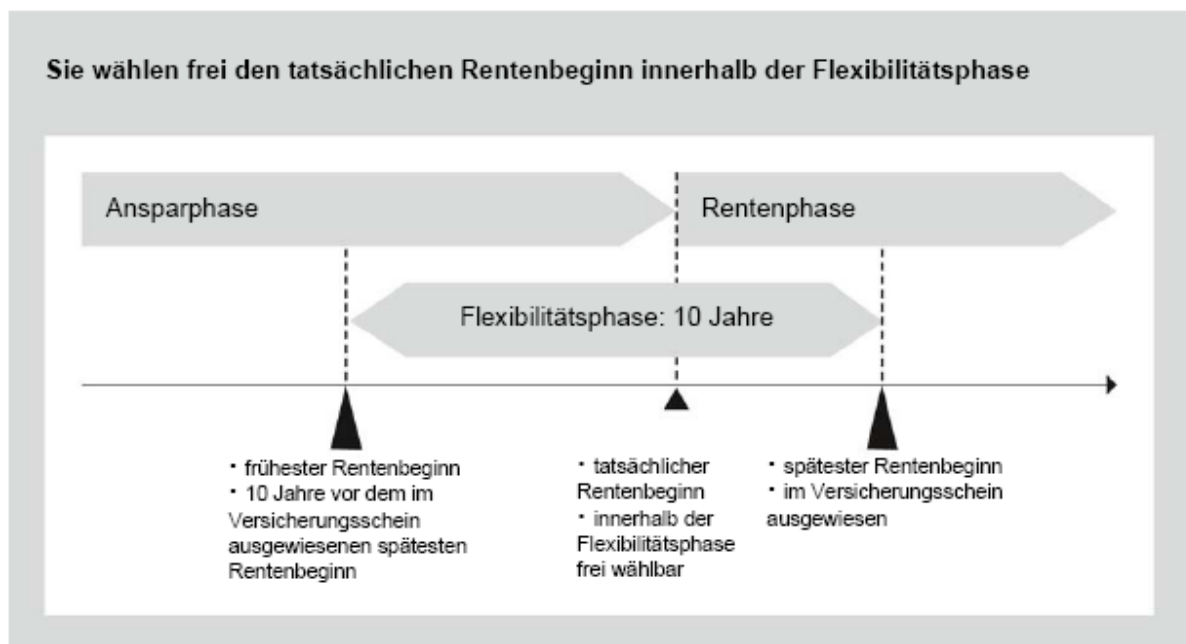 Sie wählen frei den tatsächlichen Rentenbeginn innerhalb der Flexibilitätsphase
Ansparphase
Rentenphase
Flexibilitätsphase: 10 Jahre
· frühester Rentenbeginn
· 10 Jahre vor dem im
Versicherungsschein
ausgewiesenen spätesten
Rentenbeginn
· tatsächlicher
Rentenbeginn
· innerhalb der
Flexibilitätsphase
frei wählbar
· spätester Rentenbeginn
· im Versicherungsschein
ausgewiesen